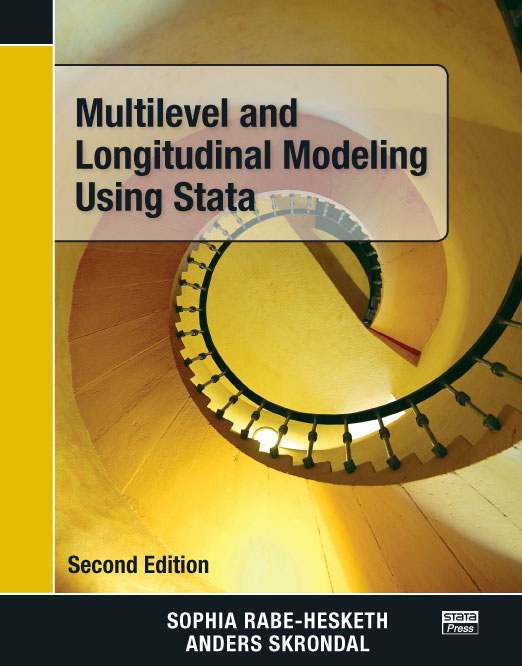 Multilevel and
Longitudinal Modeling
Using Stata
Second Edition
SOPHIA RABE-HESKETH
ANDERS SKRONDAL
STATA
Press